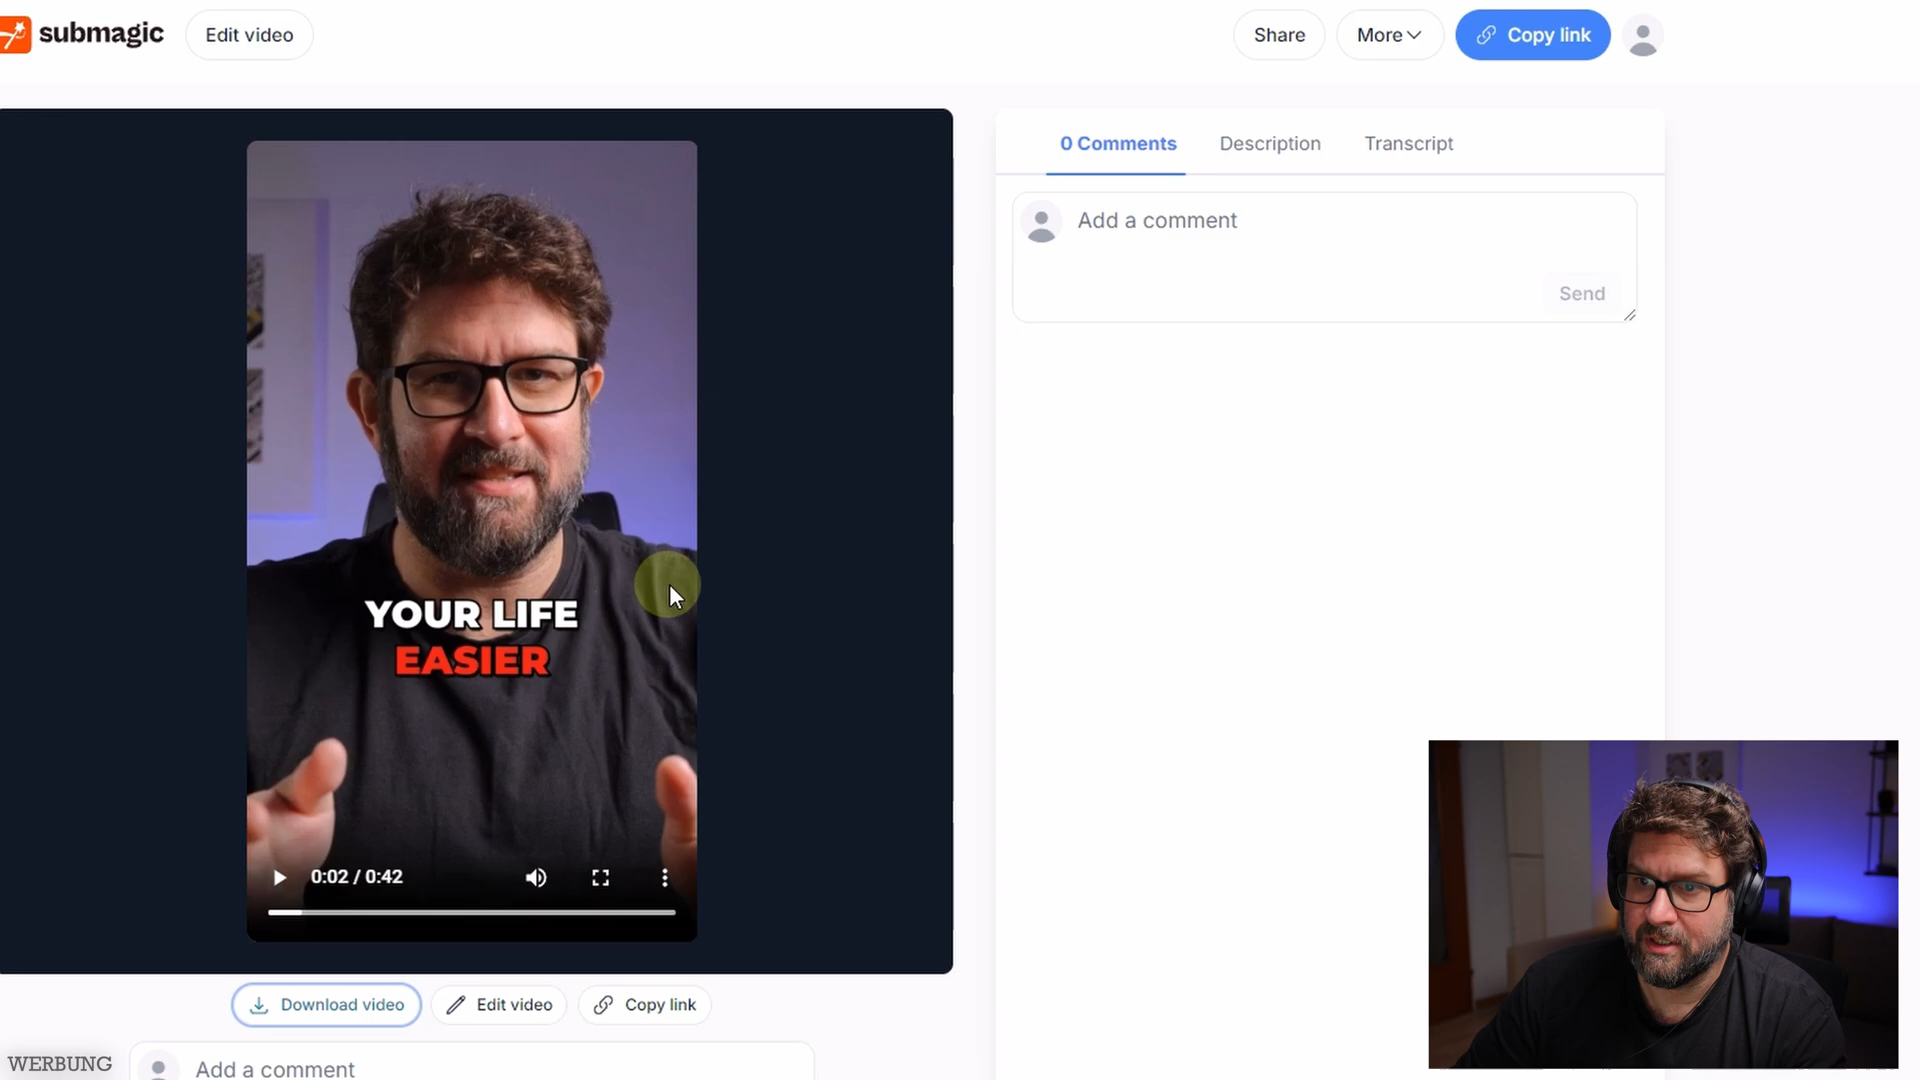 submagic
Edit video
Share
More
Copy link
0 Comments
Description
Transcript
Add a comment
Send
YOUR LIFE
EASIER
0:02 / 0:42
Download video
Edit video
Copy link
WERBUNG
Add a comment